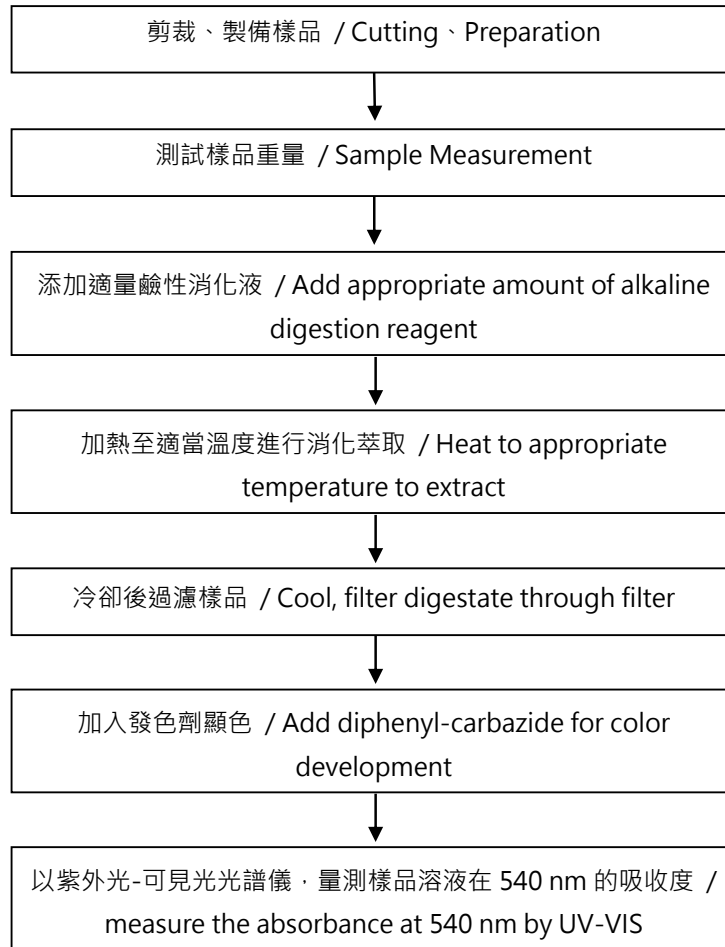 剪裁、製備樣品 / Cutting、Preparation
測試樣品重量 / Sample Measurement
添加適量鹼性消化液 / Add appropriate amount of alkaline
digestion reagent
加熱至適當溫度進行消化萃取 / Heat to appropriate
temperature to extract
冷卻後過濾樣品 / Cool, filter digestate through filter
加入發色劑顯色 / Add diphenyl-carbazide for color
development
以紫外光-可見光光譜儀，量測樣品溶液在 540 nm 的吸收度 /
measure the absorbance at 540 nm by UV-VIS